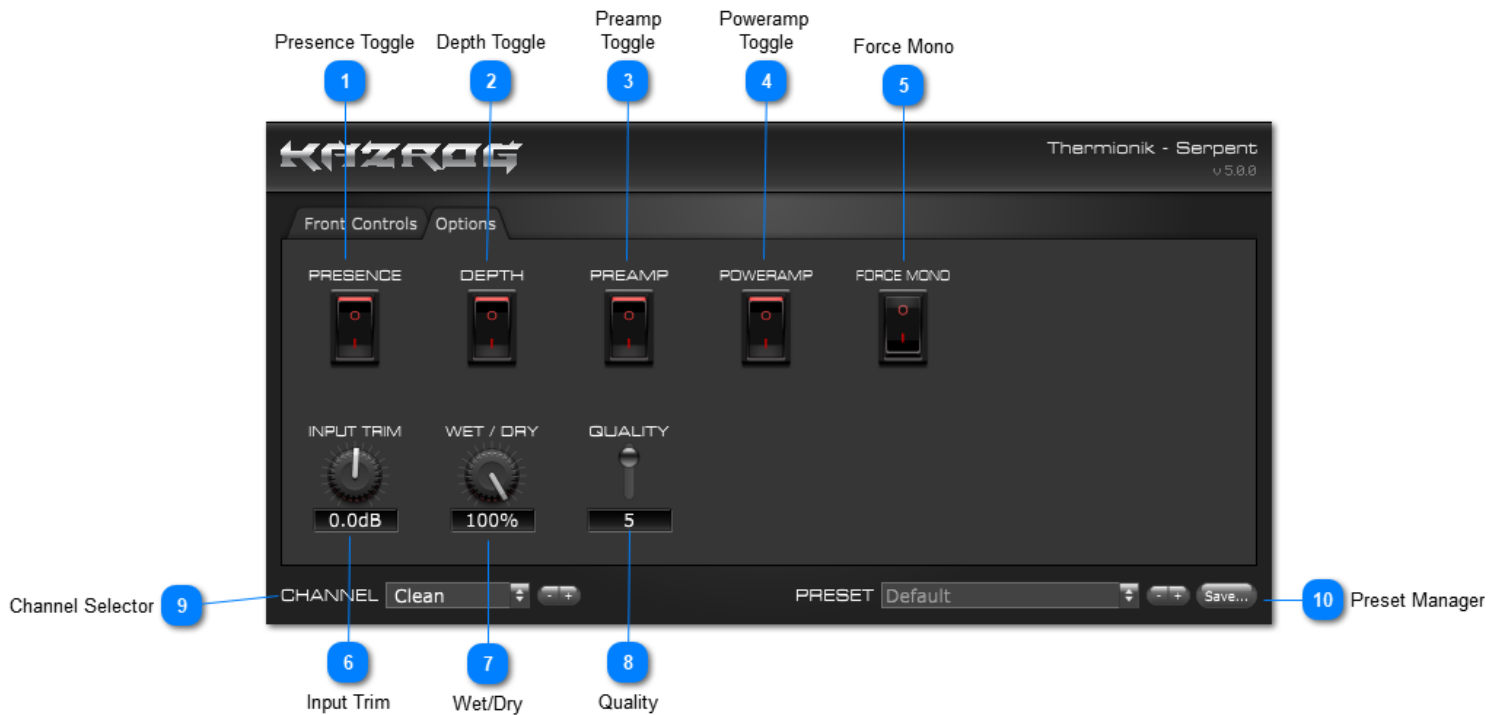 Presence Toggle
Depth Toggle
Preamp
Toggle
Poweramp
Toggle
Force Mono
1
2
3
4
5
KAZROG
Thermionik - Serpent
v 5.0.0
Front Controls
Options
PRESENCE
DEPTH
PREAMP
POWERAMP
FORCE MONO
O
I
O
I
O
I
O
I
O
I
INPUT TRIM
WET / DRY
QUALITY
0.0dB
100%
5
Channel Selector
9
CHANNEL
Clean
- +
PRESET
Default
- +
Save...
10
Preset Manager
6
7
8
Input Trim
Wet/Dry
Quality